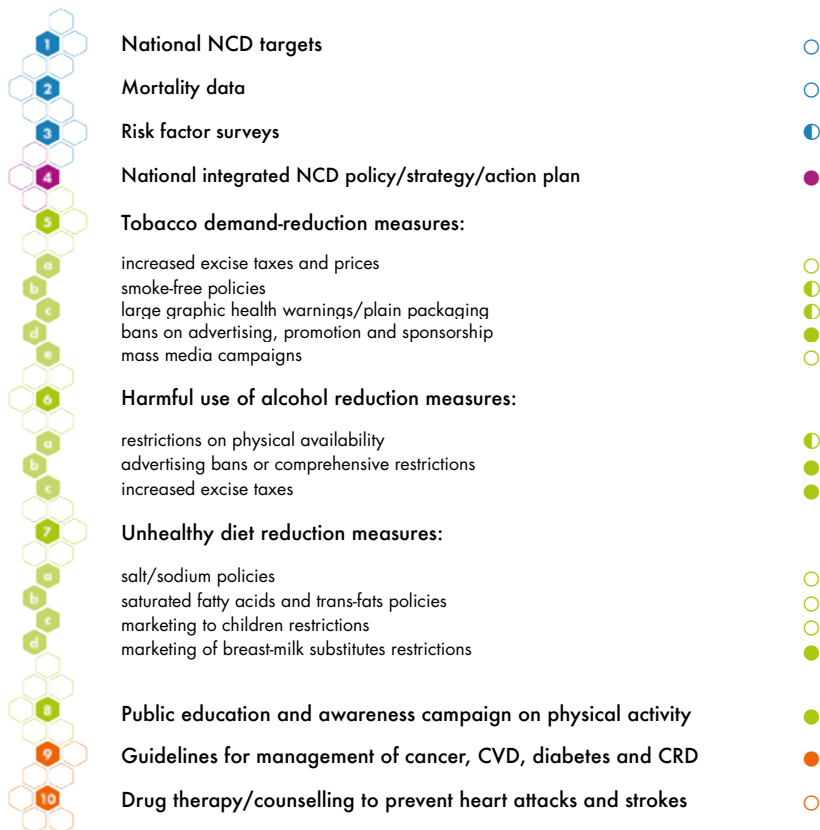 1 National NCD targets
2 Mortality data
3 Risk factor surveys
4 National integrated NCD policy/strategy/action plan
5 Tobacco demand-reduction measures:
a increased excise taxes and prices
b smoke-free policies
c large graphic health warnings/plain packaging
d bans on advertising, promotion and sponsorship
e mass media campaigns
6 Harmful use of alcohol reduction measures:
a restrictions on physical availability
b advertising bans or comprehensive restrictions
c increased excise taxes
7 Unhealthy diet reduction measures:
a salt/sodium policies
b saturated fatty acids and trans-fats policies
c marketing to children restrictions
d marketing of breast-milk substitutes restrictions
8 Public education and awareness campaign on physical activity
9 Guidelines for management of cancer, CVD, diabetes and CRD
10 Drug therapy/counselling to prevent heart attacks and strokes